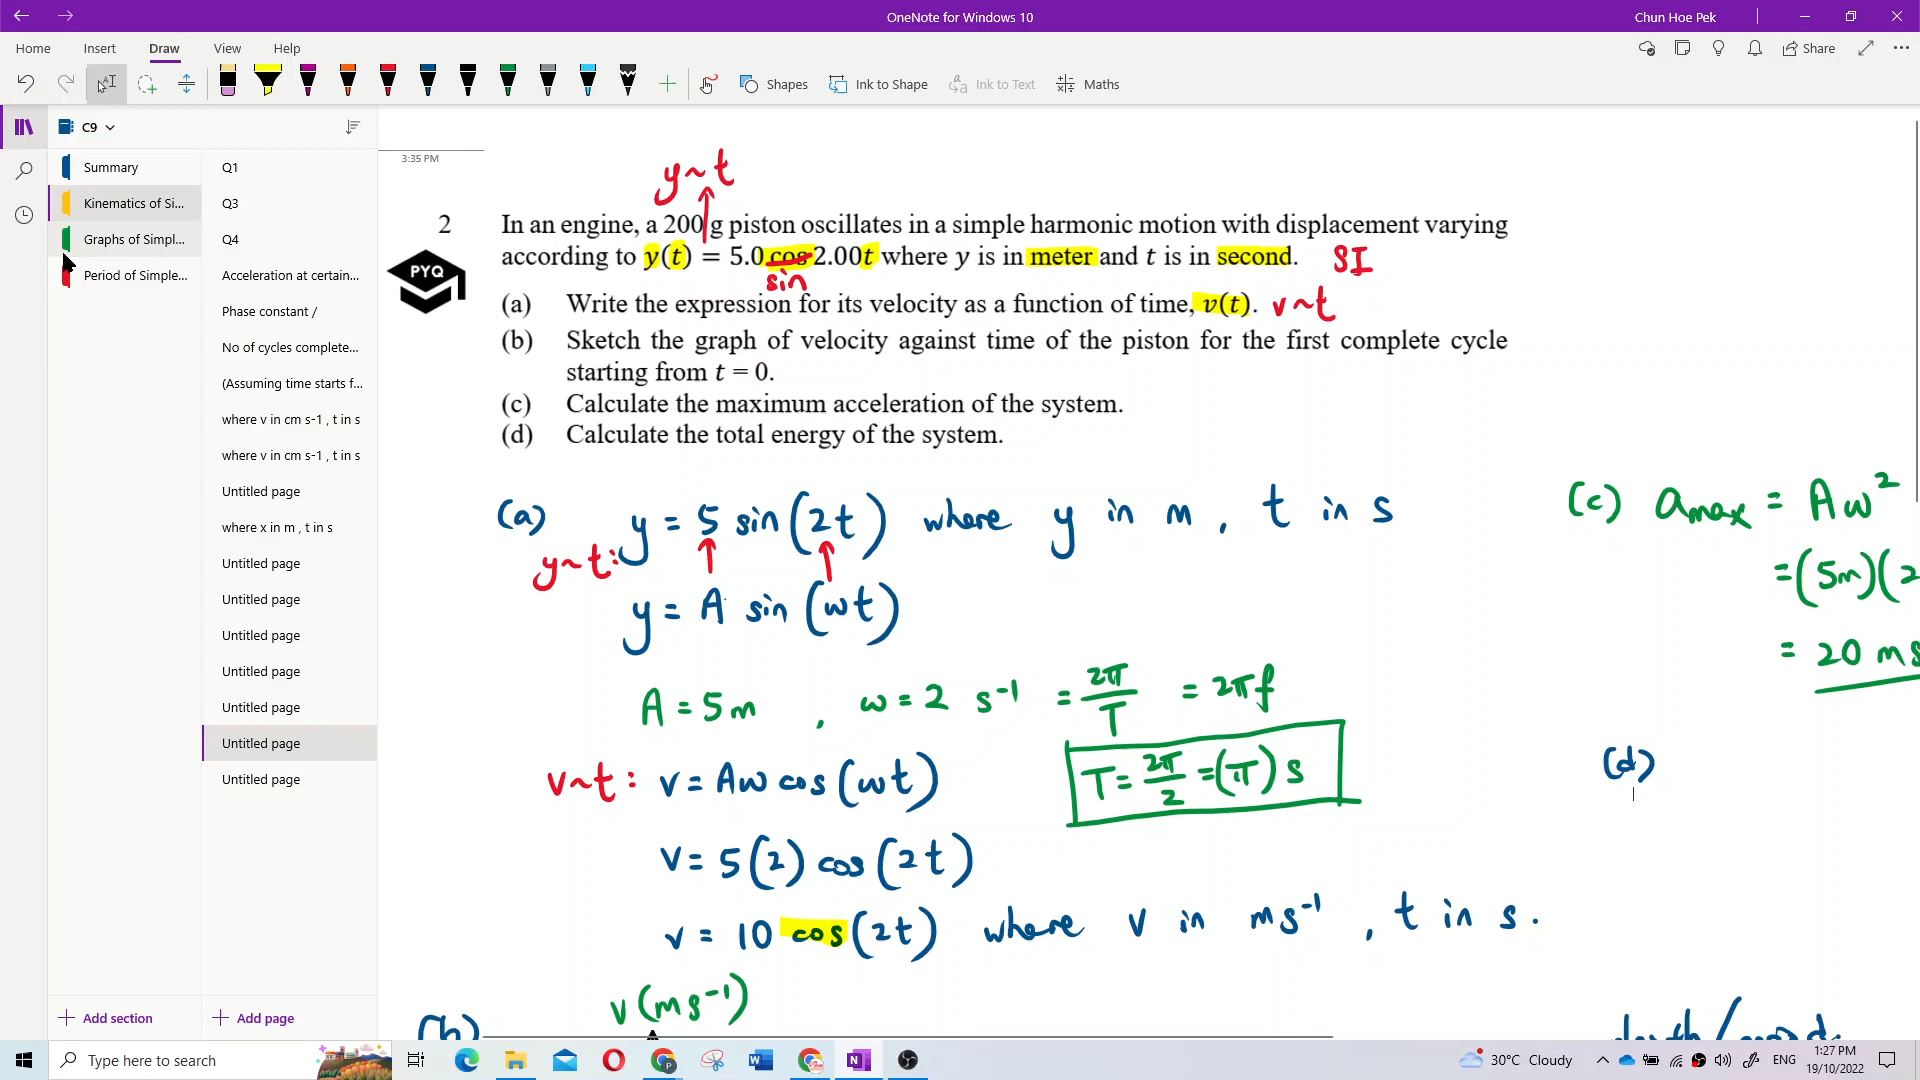 OneNote for Windows 10
Chun Hoe Pek
Home Insert Draw View Help
Share
Shapes Ink to Shape Ink to Text Maths
C9
Summary
Kinematics of Si...
Graphs of Simpl...
Period of Simple...
Q1
Q3
Q4
Acceleration at certain...
Phase constant /
No of cycles complete...
(Assuming time starts f...
where v in cm s-1 , t in s
where v in cm s-1 , t in s
Untitled page
where x in m , t in s
Untitled page
Untitled page
Untitled page
Untitled page
Untitled page
Untitled page
Untitled page
Add section
Add page
3:35 PM
y ~ t
2 In an engine, a 200 g piston oscillates in a simple harmonic motion with displacement varying
according to y(t) = 5.0 cos 2.00t where y is in meter and t is in second. SI
sin
PYQ
(a) Write the expression for its velocity as a function of time, v(t). v ~ t
(b) Sketch the graph of velocity against time of the piston for the first complete cycle
starting from t = 0.
(c) Calculate the maximum acceleration of the system.
(d) Calculate the total energy of the system.
(a) y = 5 sin (2t) where y in m , t in s
y ~ t :
y = A sin (ωt)
A = 5 m , ω = 2 s⁻¹ = 2π/T = 2πf
T = 2π/2 = (π) s
v ~ t : v = Aω cos (ωt)
v = 5(2) cos (2t)
v = 10 cos (2t) where v in ms⁻¹ , t in s.
v (ms⁻¹)
(b)
(c) amax = Aω²
= (5m)(2
= 20 ms
(d)
Type here to search
30°C Cloudy
ENG
1:27 PM
19/10/2022